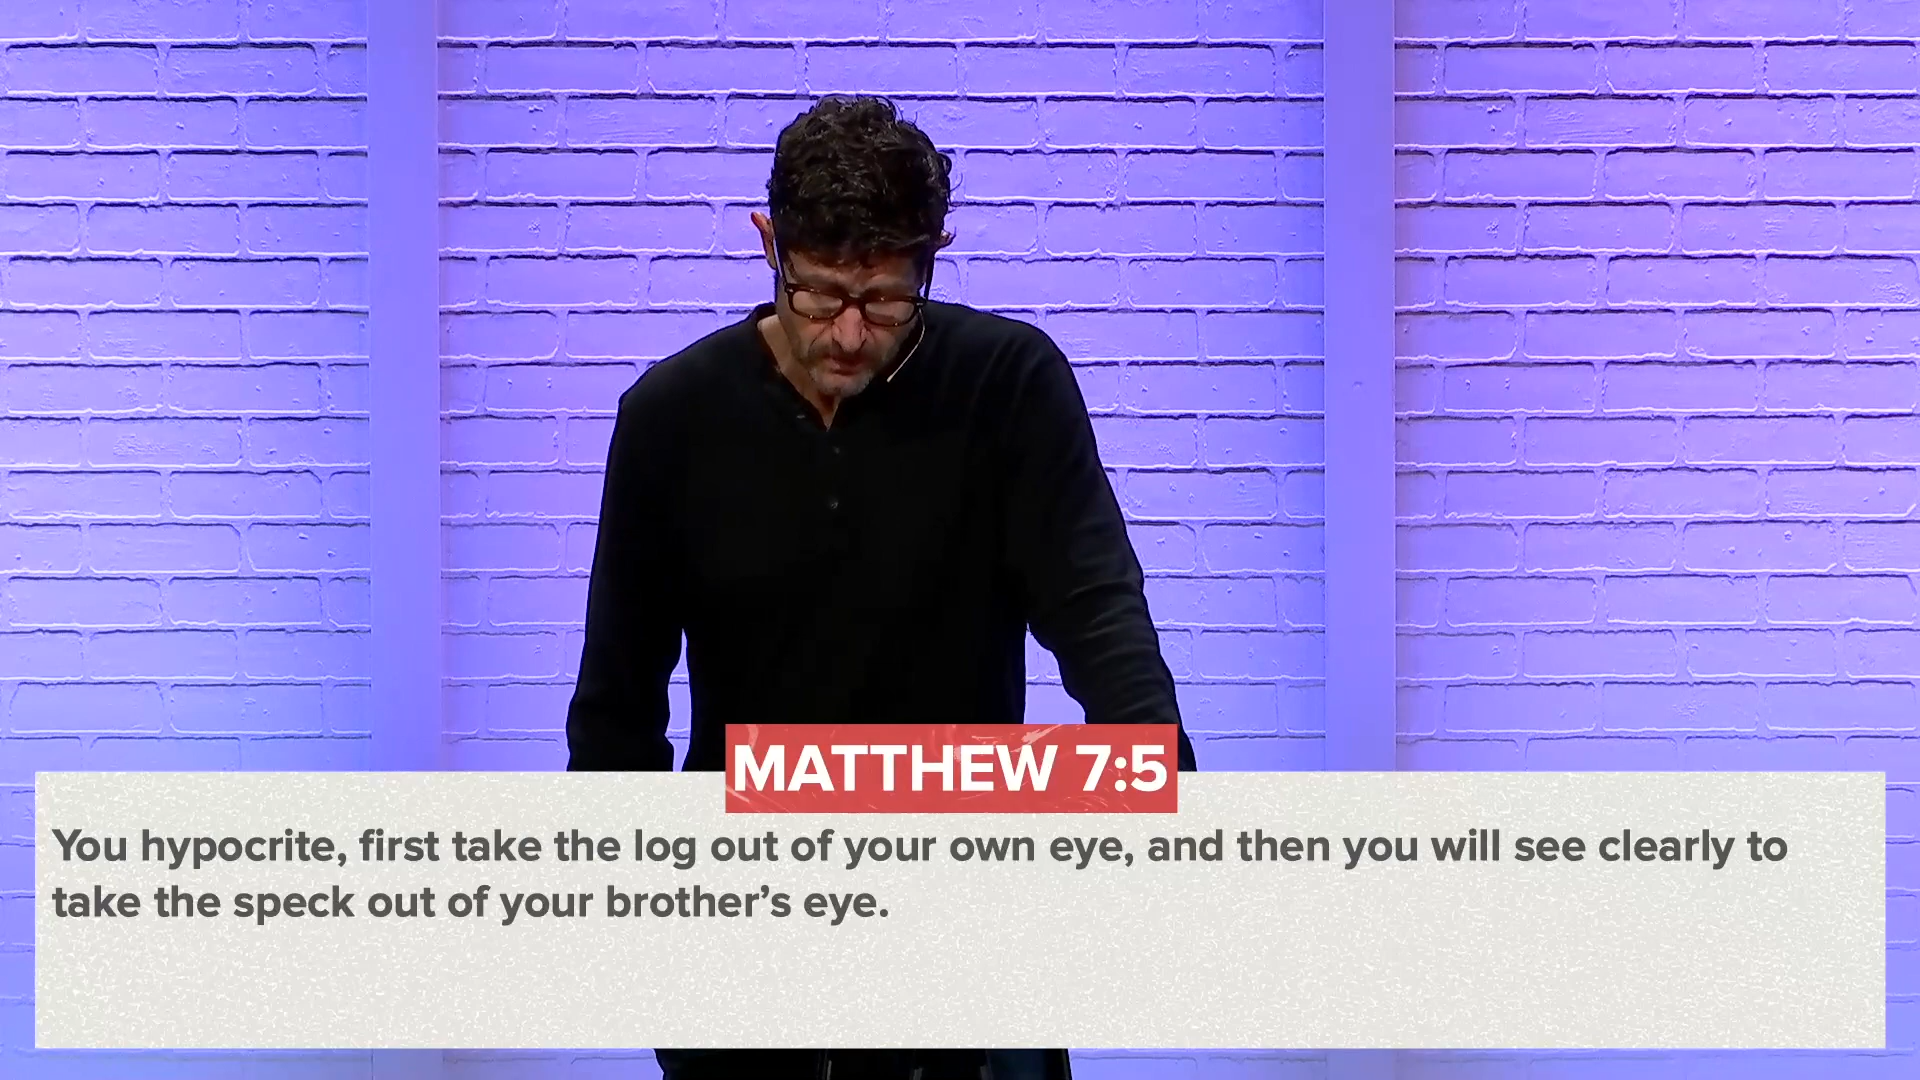 MATTHEW 7:5
You hypocrite, first take the log out of your own eye, and then you will see clearly to
take the speck out of your brother’s eye.